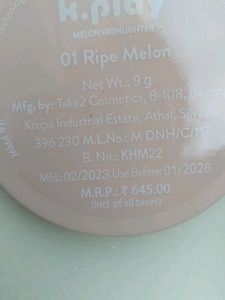 k.play
MELON HIGHLIGHTER
01 Ripe Melon
Net Wt.: 9 g
Mfg. by: Take2 Cosmetics, B-108, Bajran
Krupa Industrial Estate, Athal, Silvassa
396 230 M.L.No.: M DNH/C/117
B. No.: KHM22
Mfd.: 02/2023 Use Before: 01/2026
M.R.P.: ₹ 645.00
(Incl. of all taxes)